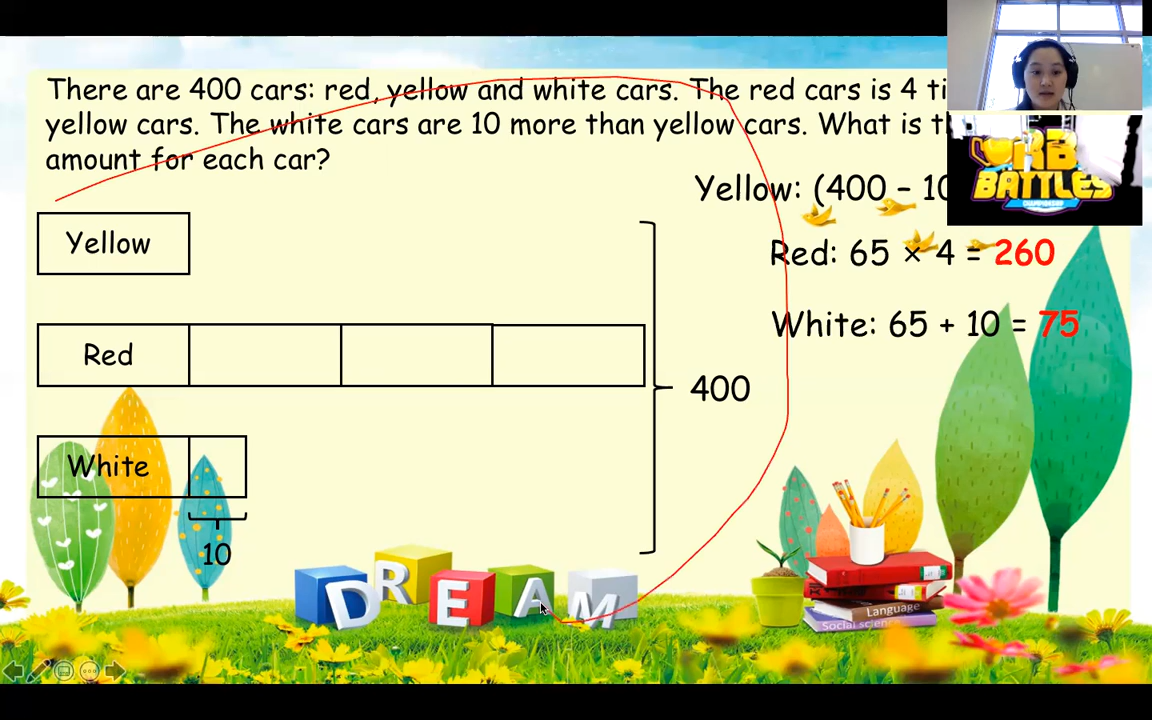 There are 400 cars: red, yellow and white cars. The red cars is 4
yellow cars. The white cars are 10 more than yellow cars. What is
amount for each car?
Yellow: (400 – 10
Yellow
Red: 65 × 4 = 260
White: 65 + 10 = 75
Red
400
White
10
DREAM
Language
Social science
RB
BATTLES
CHAMPIONSHIP